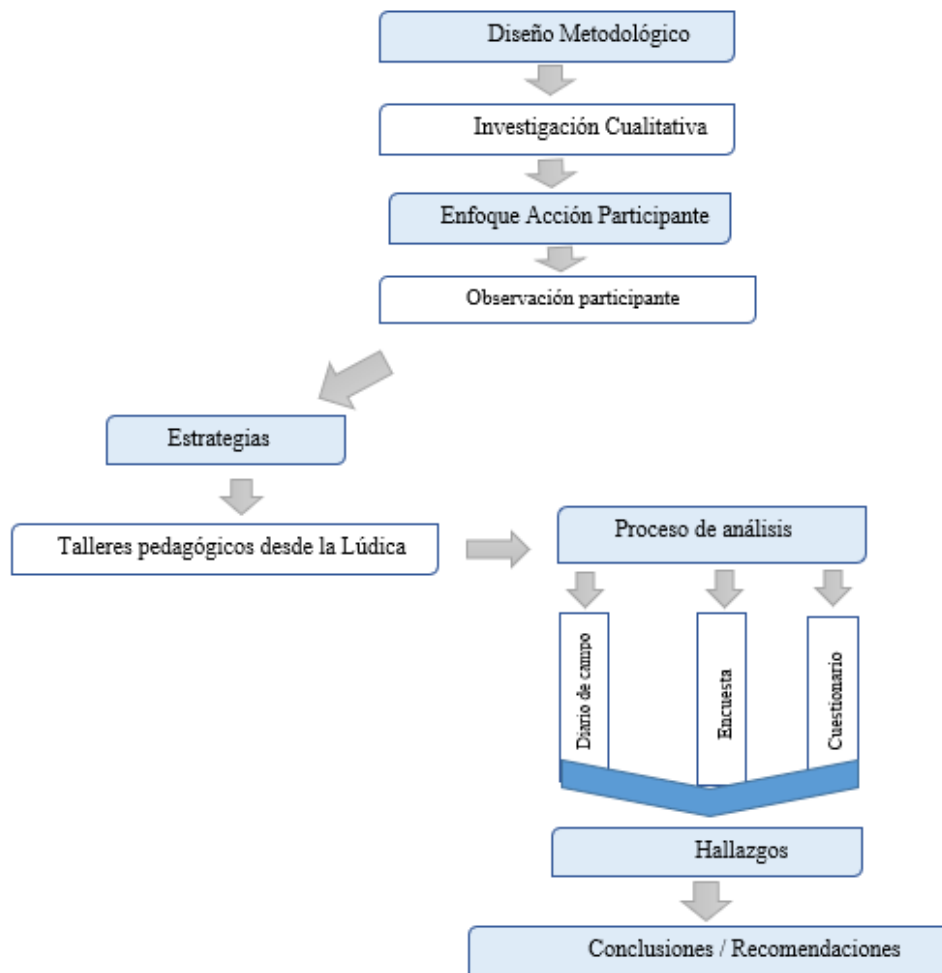 Diseño Metodológico
Investigación Cualitativa
Enfoque Acción Participante
Observación participante
Estrategias
Talleres pedagógicos desde la Lúdica
Proceso de análisis
Diario de campo
Encuesta
Cuestionario
Hallazgos
Conclusiones / Recomendaciones